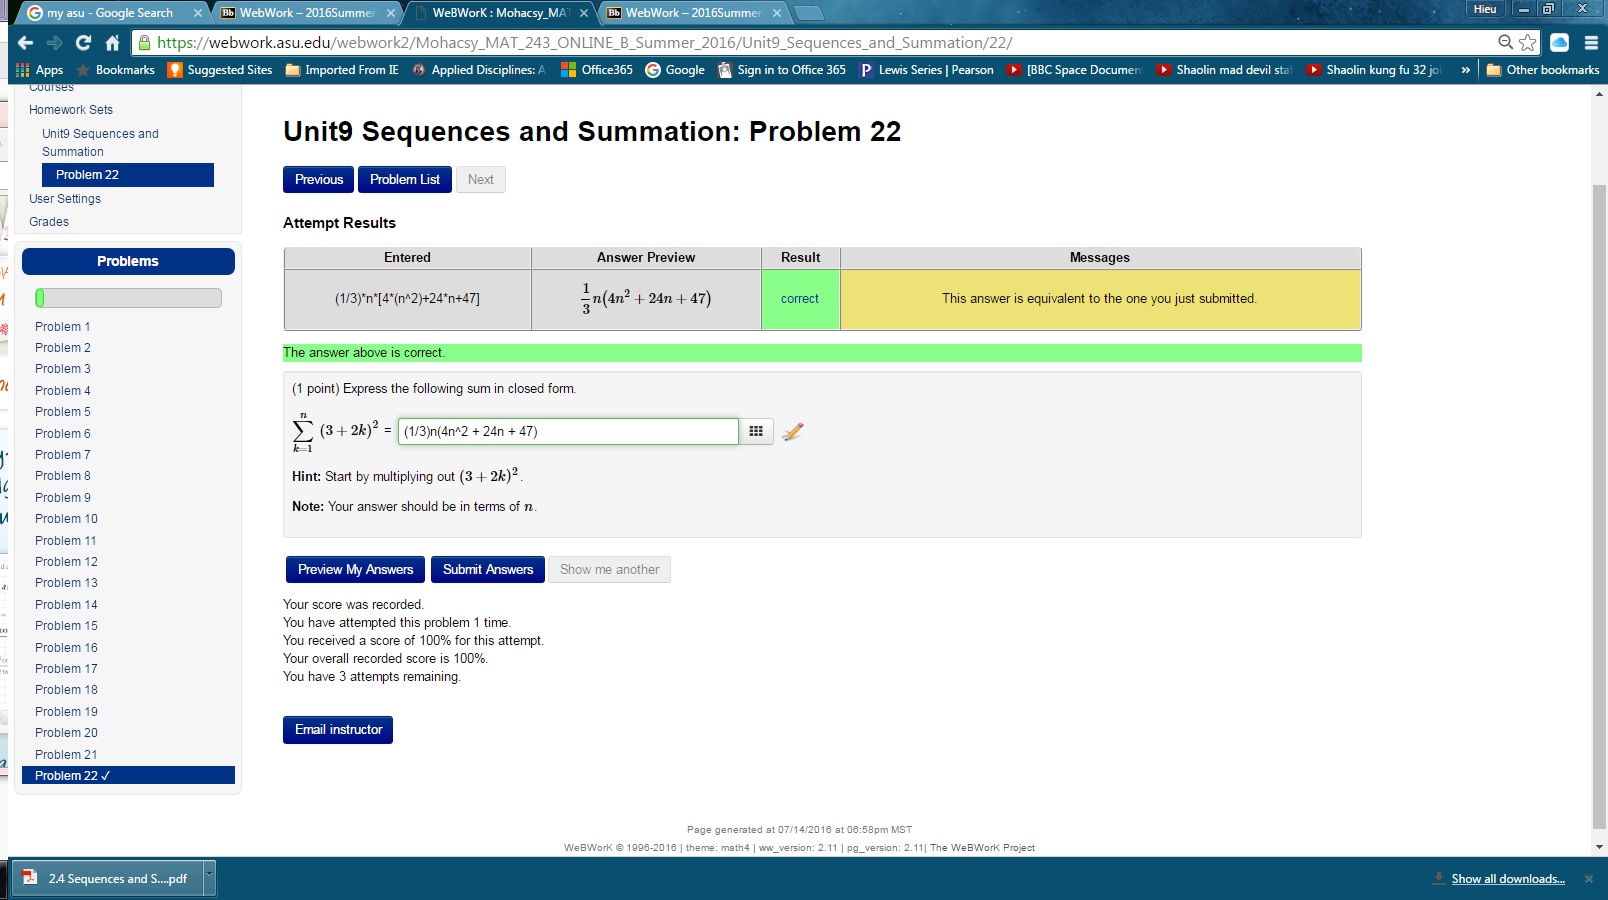 my asu - Google Search
WebWork – 2016Summer
WeBWorK : Mohacsy_MAT
WebWork – 2016Summer
Hieu
https://webwork.asu.edu/webwork2/Mohacsy_MAT_243_ONLINE_B_Summer_2016/Unit9_Sequences_and_Summation/22/
Apps Bookmarks Suggested Sites Imported From IE Applied Disciplines: A Office365 Google Sign in to Office 365 Lewis Series | Pearson [BBC Space Documen Shaolin mad devil sta Shaolin kung fu 32 joi » Other bookmarks
Courses
Homework Sets
Unit9 Sequences and
Summation
Problem 22
User Settings
Grades
Problems
Problem 1
Problem 2
Problem 3
Problem 4
Problem 5
Problem 6
Problem 7
Problem 8
Problem 9
Problem 10
Problem 11
Problem 12
Problem 13
Problem 14
Problem 15
Problem 16
Problem 17
Problem 18
Problem 19
Problem 20
Problem 21
Problem 22 ✓
Unit9 Sequences and Summation: Problem 22
Previous Problem List Next
Attempt Results
Entered Answer Preview Result Messages
(1/3)*n*[4*(n^2)+24*n+47] 1/3 n(4n² + 24n + 47) correct This answer is equivalent to the one you just submitted.
The answer above is correct.
(1 point) Express the following sum in closed form.
n
∑ (3 + 2k)² = (1/3)n(4n^2 + 24n + 47)
k=1
Hint: Start by multiplying out (3 + 2k)².
Note: Your answer should be in terms of n.
Preview My Answers Submit Answers Show me another
Your score was recorded.
You have attempted this problem 1 time.
You received a score of 100% for this attempt.
Your overall recorded score is 100%.
You have 3 attempts remaining.
Email instructor
Page generated at 07/14/2016 at 06:58pm MST
WeBWorK © 1996-2016 | theme: math4 | ww_version: 2.11 | pg_version: 2.11| The WeBWorK Project
2.4 Sequences and S....pdf
Show all downloads...